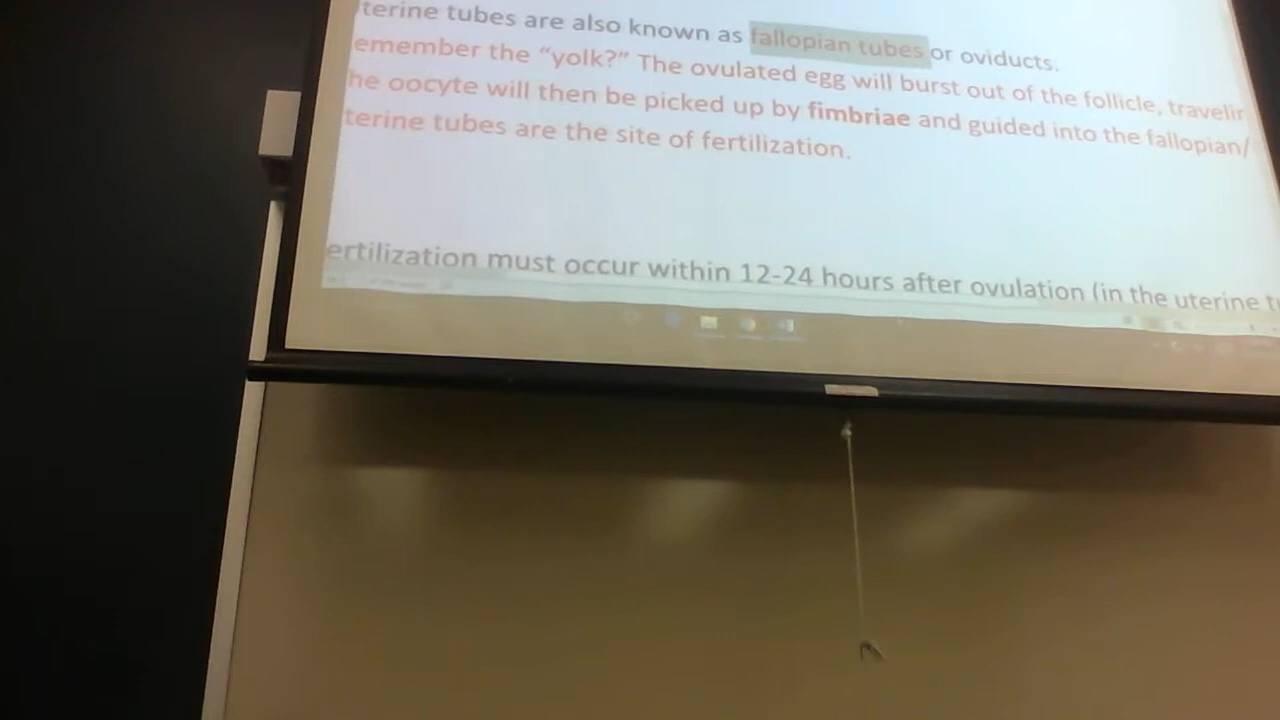 terine tubes are also known as fallopian tubes or oviducts.
emember the “yolk?” The ovulated egg will burst out of the follicle, travelir
he oocyte will then be picked up by fimbriae and guided into the fallopian/
terine tubes are the site of fertilization.
ertilization must occur within 12-24 hours after ovulation (in the uterine t